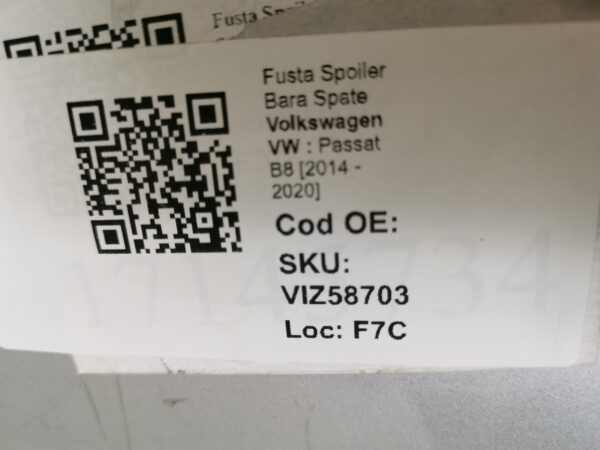 Fusta Spoiler
Bara Spate
Volkswagen
VW : Passat
B8 [2014 -
2020]
Cod OE:
SKU:
VIZ58703
Loc: F7C